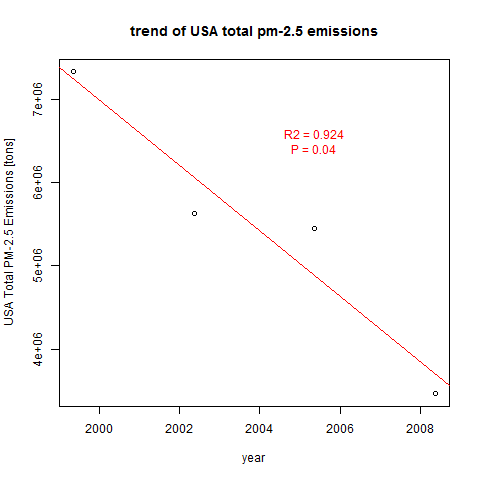 trend of USA total pm-2.5 emissions
USA Total PM-2.5 Emissions [tons]
7e+06
6e+06
5e+06
4e+06
R2 = 0.924
P = 0.04
2000 2002 2004 2006 2008
year